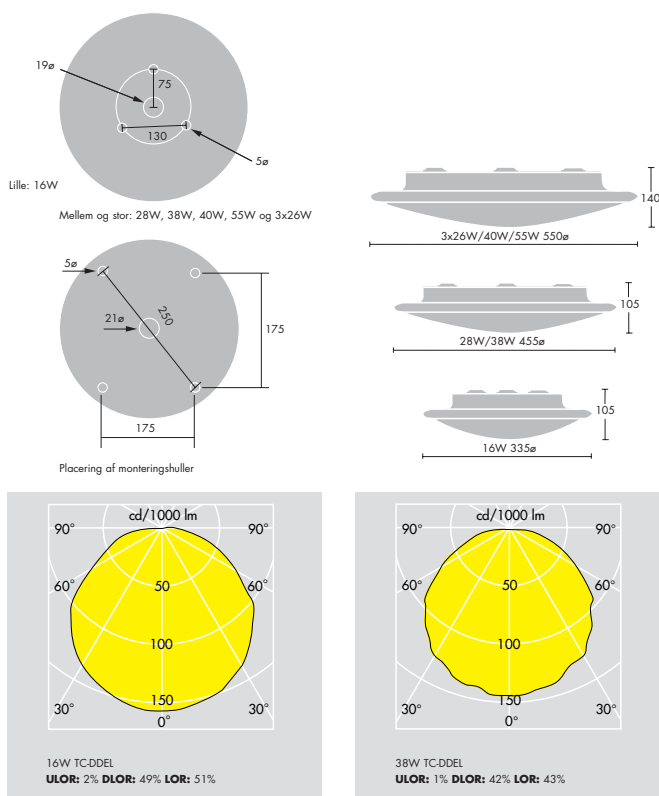 19ø
75
130
5ø
Lille: 16W
Mellem og stor: 28W, 38W, 40W, 55W og 3x26W
5ø
250
21ø
175
175
Placering af monteringshuller
140
3x26W/40W/55W 550ø
105
28W/38W 455ø
105
16W 335ø
cd/1000 lm
90° 90°
60° 50 60°
100
150
30° 0° 30°
16W TC-DDEL
ULOR: 2% DLOR: 49% LOR: 51%
cd/1000 lm
90° 90°
60° 50 60°
100
150
30° 0° 30°
38W TC-DDEL
ULOR: 1% DLOR: 42% LOR: 43%